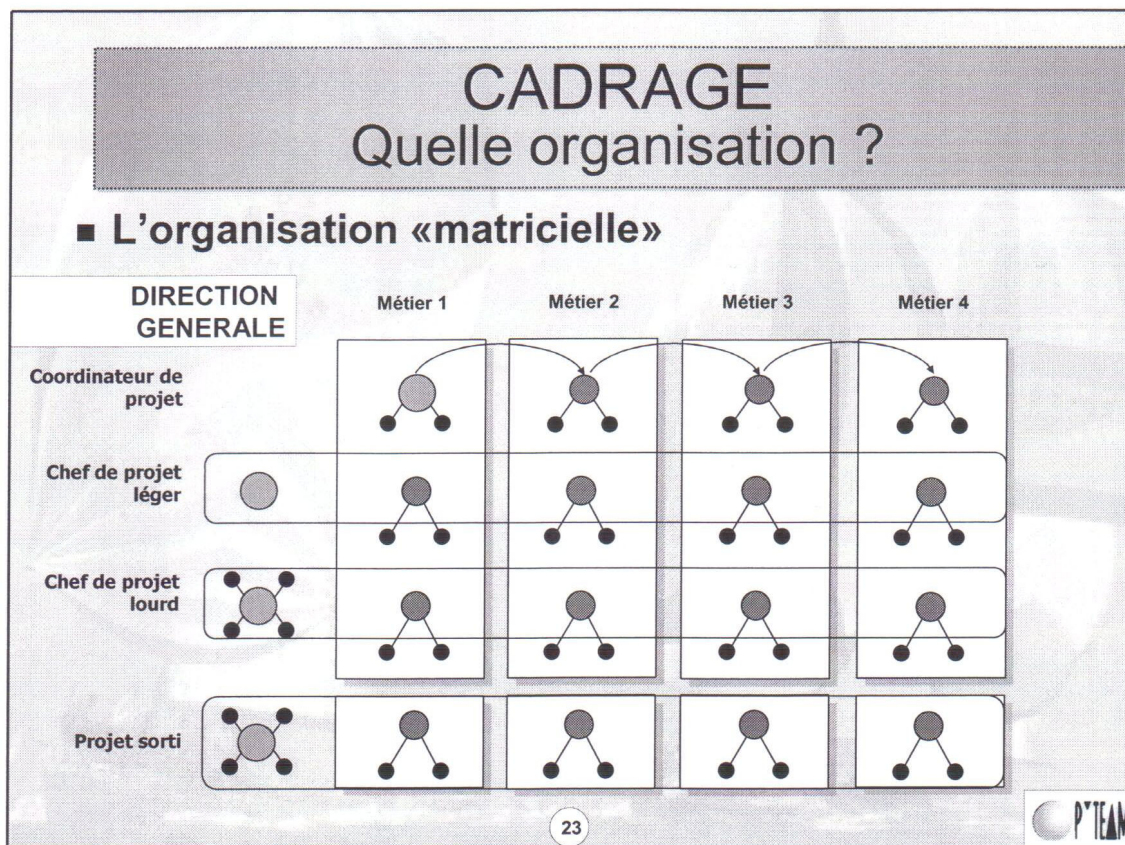 CADRAGE
Quelle organisation ?
■ L'organisation «matricielle»
DIRECTION
GENERALE
Métier 1 Métier 2 Métier 3 Métier 4
Coordinateur de
projet
Chef de projet
léger
Chef de projet
lourd
Projet sorti
23
P'TEAM